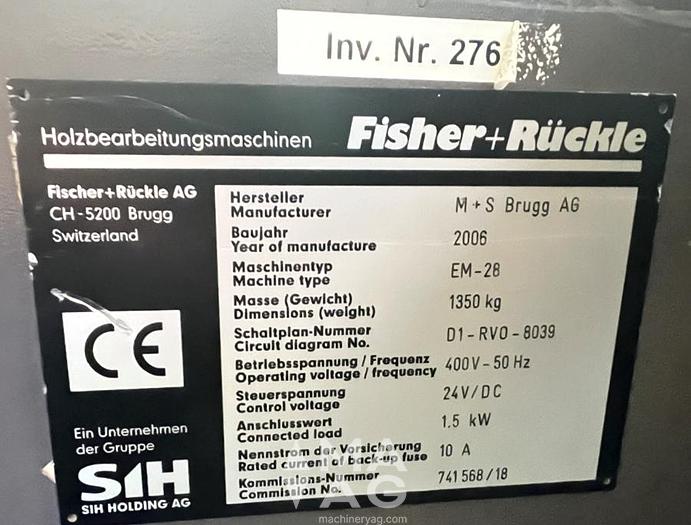 Inv. Nr. 276
Holzbearbeitungsmaschinen Fisher+Rückle
Fischer+Rückle AG
CH-5200 Brugg
Switzerland
Hersteller
Manufacturer M+S Brugg AG
Baujahr
Year of manufacture 2006
Maschinentyp
Machine type EM-28
Masse (Gewicht)
Dimensions (weight) 1350 kg
Schaltplan-Nummer
Circuit diagram No. D1-RVO-8039
Betriebsspannung / Frequenz
Operating voltage / frequency 400V-50 Hz
Steuerspannung
Control voltage 24V/DC
Anschlusswert
Connected load 1.5 kW
Nennstrom der Vorsicherung
Rated current of back-up fuse 10 A
Kommissions-Nummer
Commission No. 741568/18
CE
Ein Unternehmen
der Gruppe
SIH
SIH HOLDING AG
MA
AG
machineryag.com